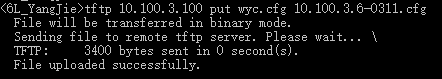 <6L_YangJie>tftp 10.100.3.100 put wyc.cfg 10.100.3.6-0311.cfg
File will be transferred in binary mode.
Sending file to remote tftp server. Please wait... \
TFTP:     3400 bytes sent in 0 second(s).
File uploaded successfully.